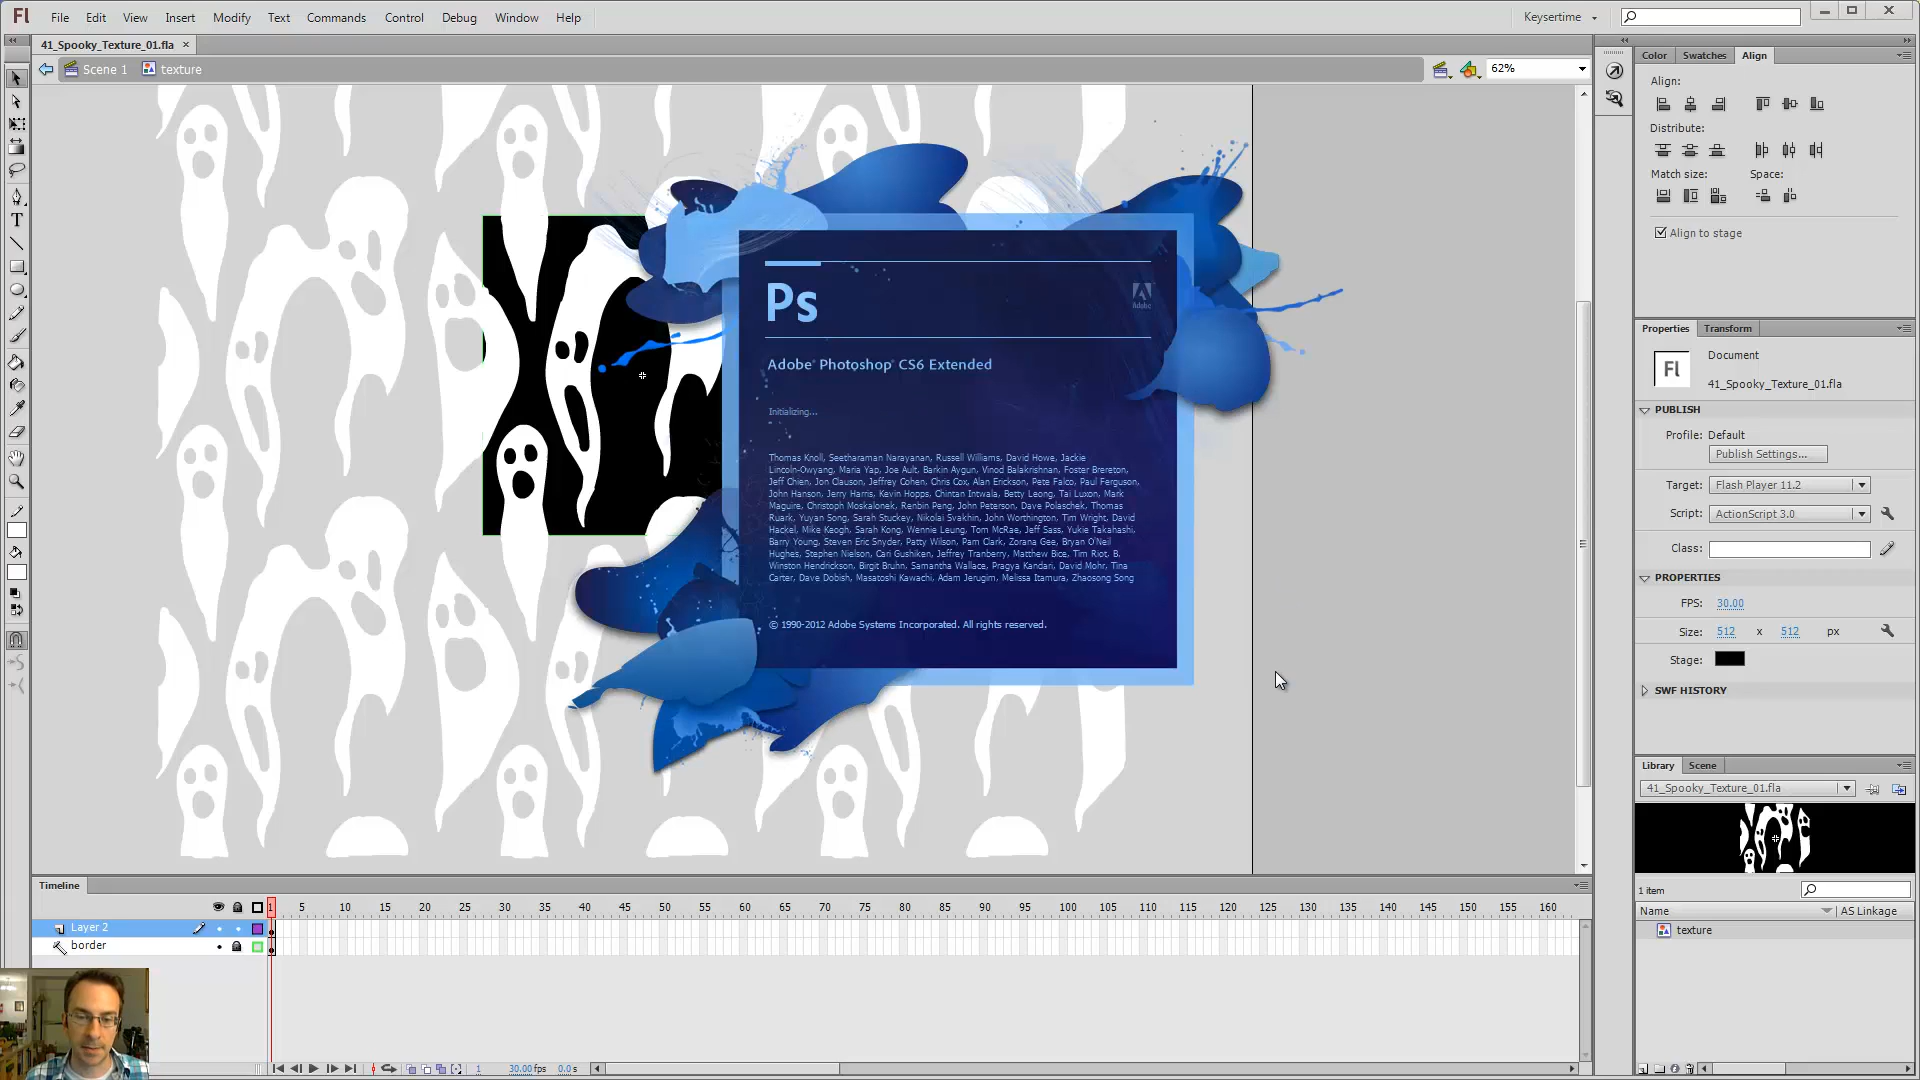 Fl File Edit View Insert Modify Text Commands Control Debug Window Help Keysertime
41_Spooky_Texture_01.fla
Scene 1 texture 62%
Color Swatches Align
Align:
Distribute:
Match size: Space:
Align to stage
Ps
Adobe
Adobe® Photoshop® CS6 Extended
Initializing...
Thomas Knoll, Seetharaman Narayanan, Russell Williams, David Howe, Jackie
Lincoln-Owyang, Maria Yap, Joe Ault, Barkin Aygun, Vinod Balakrishnan, Foster Brereton,
Jeff Chien, Jon Clauson, Jeffrey Cohen, Chris Cox, Alan Erickson, Pete Falco, Paul Ferguson,
John Hanson, Jerry Harris, Kevin Hopps, Chintan Intwala, Betty Leong, Tai Luxon, Mark
Maguire, Christoph Moskalonek, Renbin Peng, John Peterson, Dave Polaschek, Thomas
Ruark, Yuyan Song, Sarah Stuckey, Nikolai Svakhin, John Worthington, Tim Wright, David
Hackel, Mike Keogh, Sarah Kong, Wennie Leung, Tom McRae, Jeff Sass, Yukie Takahashi,
Barry Young, Steven Eric Snyder, Patty Wilson, Pam Clark, Zorana Gee, Bryan O'Neil
Hughes, Stephen Nielson, Cari Gushiken, Jeffrey Tranberry, Matthew Bice, Tim Riot, B.
Winston Hendrickson, Birgit Bruhn, Samantha Wallace, Pragya Kandari, David Mohr, Tina
Carter, Dave Dobish, Masatoshi Kawachi, Adam Jerugim, Melissa Itamura, Zhaosong Song
© 1990-2012 Adobe Systems Incorporated. All rights reserved.
Properties Transform
Fl
Document
41_Spooky_Texture_01.fla
PUBLISH
Profile: Default
Publish Settings...
Target: Flash Player 11.2
Script: ActionScript 3.0
Class:
PROPERTIES
FPS: 30.00
Size: 512 x 512 px
Stage:
SWF HISTORY
Library Scene
41_Spooky_Texture_01.fla
1 item
Name AS Linkage
texture
Timeline
1 5 10 15 20 25 30 35 40 45 50 55 60 65 70 75 80 85 90 95 100 105 110 115 120 125 130 135 140 145 150 155 160
Layer 2
border
1 30.00 fps 0.0 s